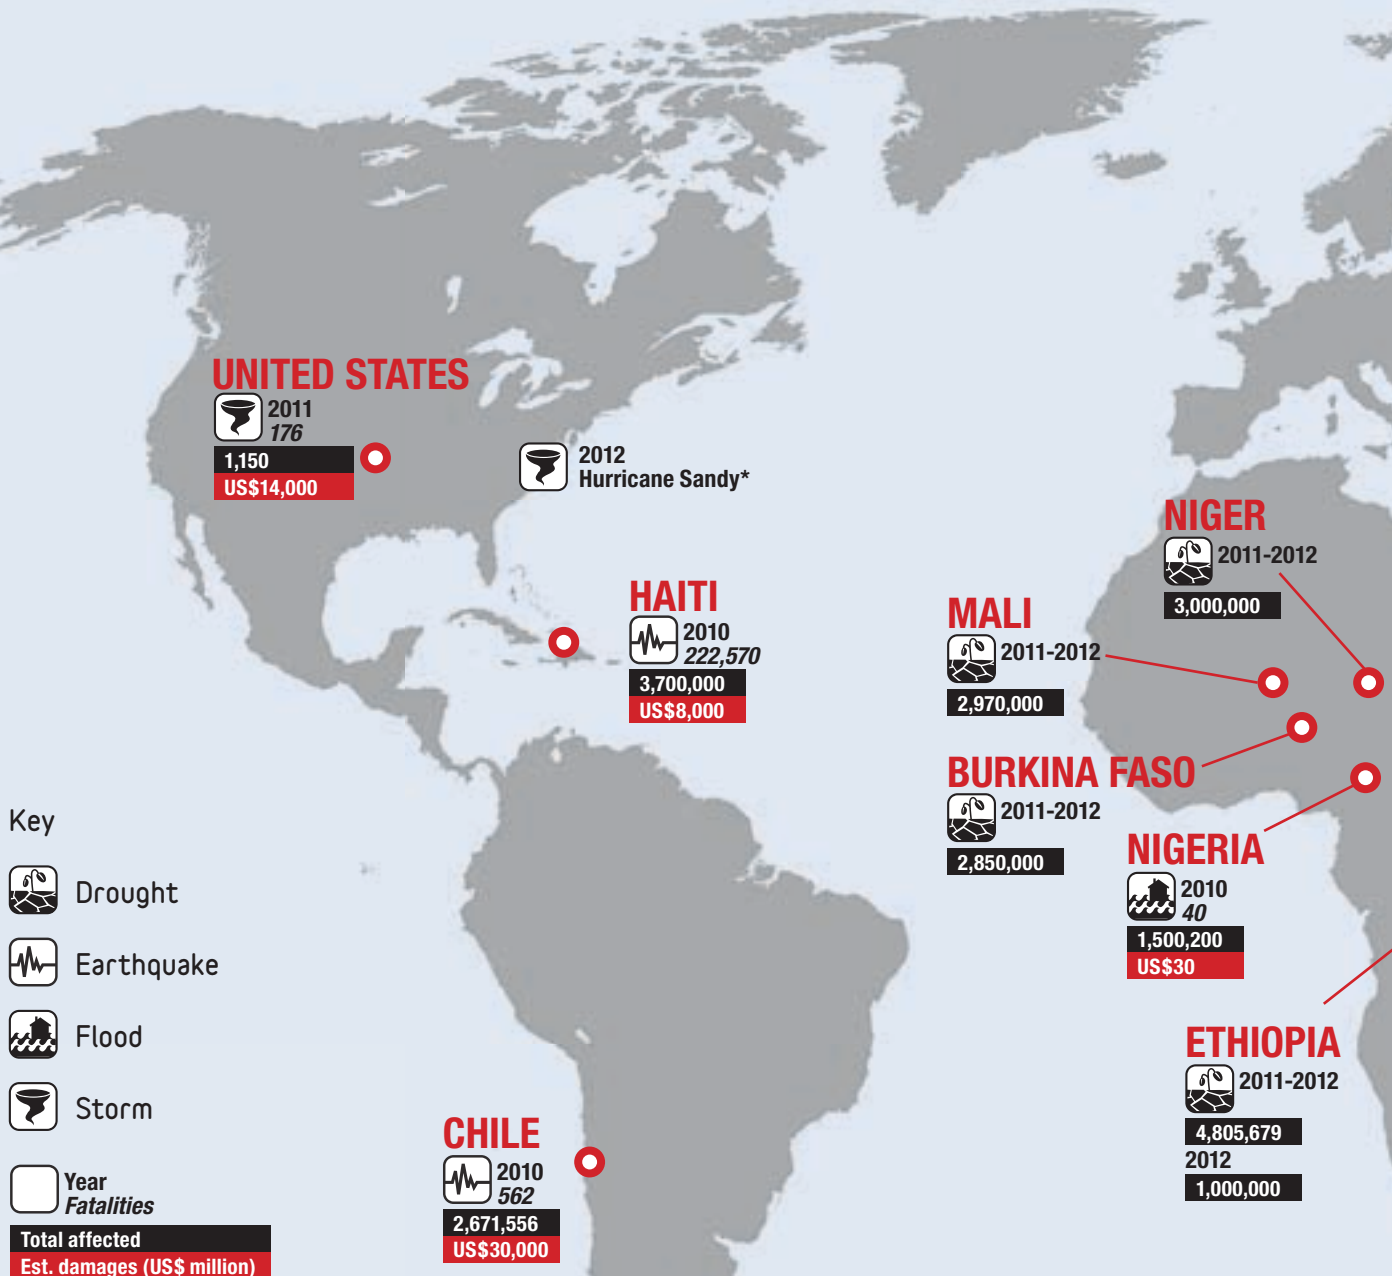 UNITED STATES
2011
176
1,150
US$14,000
2012
Hurricane Sandy*
HAITI
2010
222,570
3,700,000
US$8,000
NIGER
2011-2012
3,000,000
MALI
2011-2012
2,970,000
BURKINA FASO
2011-2012
2,850,000
NIGERIA
2010
40
1,500,200
US$30
ETHIOPIA
2011-2012
4,805,679
2012
1,000,000
CHILE
2010
562
2,671,556
US$30,000
Key
Drought
Earthquake
Flood
Storm
Year
Fatalities
Total affected
Est. damages (US$ million)